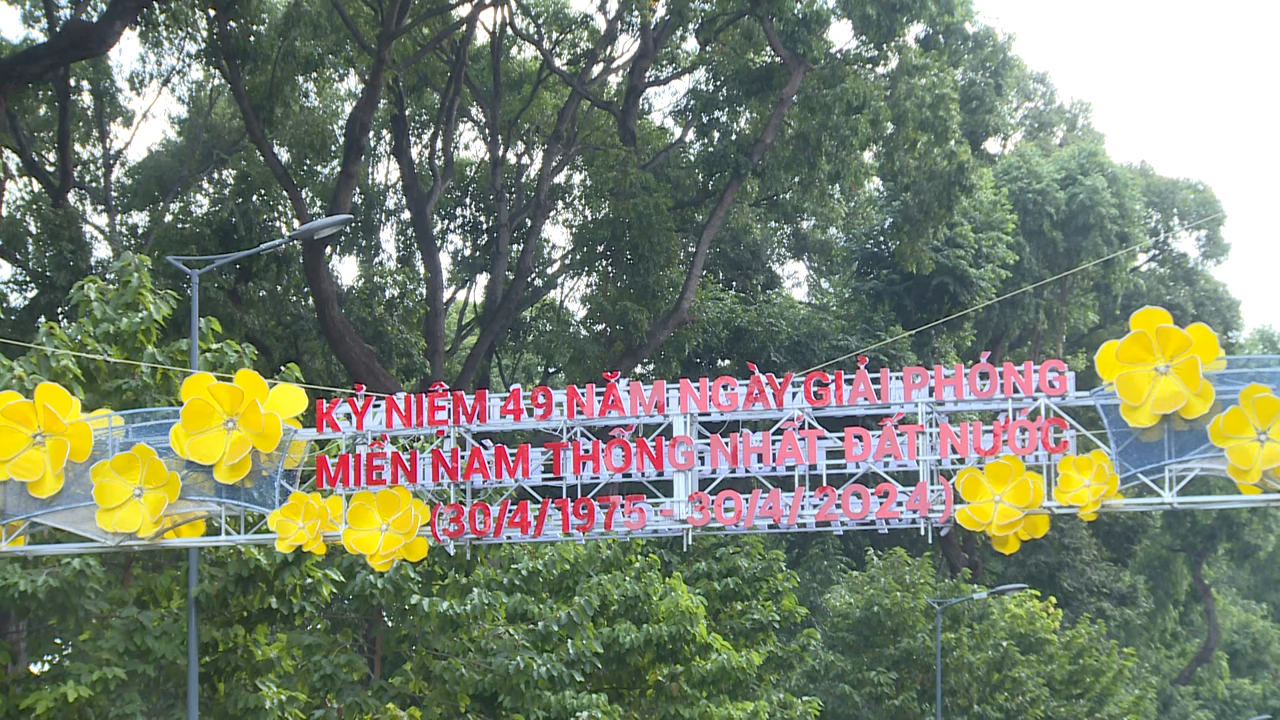 KỶ NIỆM 49 NĂM NGÀY GIẢI PHÓNG
MIỀN NAM THỐNG NHẤT ĐẤT NƯỚC
(30/4/1975 - 30/4/2024)